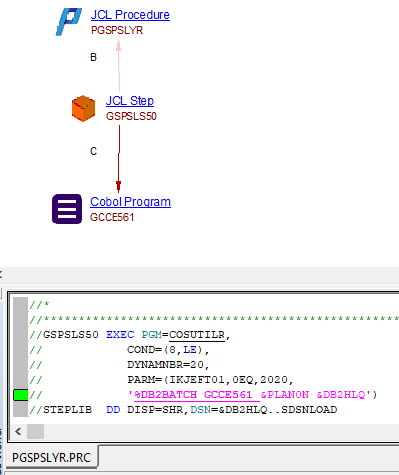 JCL Procedure
PGSPSLYR
B
JCL Step
GSPSLS50
C
Cobol Program
GCCE561
//*
//***************************************************
//GSPSLS50 EXEC PGM=COSUTILR,
// COND=(8,LE),
// DYNAMNBR=20,
// PARM=(IKJEFT01,0EQ,2020,
// '%DB2BATCH GCCE561 &PLANON &DB2HLQ')
//STEPLIB DD DISP=SHR,DSN=&DB2HLQ..SDSNLOAD
PGSPSLYR.PRC